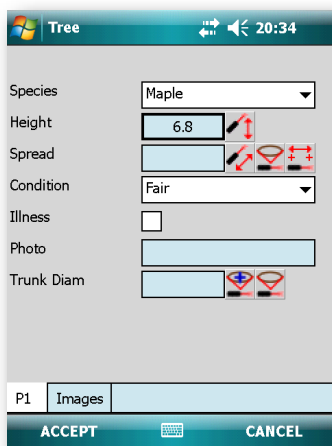 Tree 20:34
Species Maple
Height 6.8
Spread
Condition Fair
Illness
Photo
Trunk Diam
P1 Images
ACCEPT CANCEL